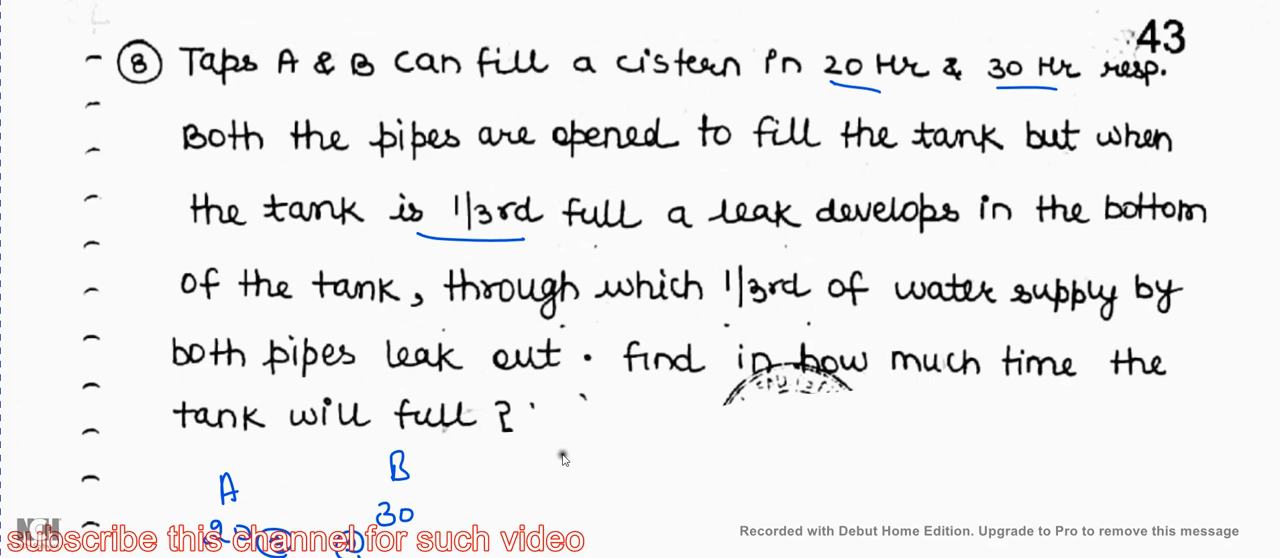 43
⑧ Taps A & B can fill a cistern in 20 Hr & 30 Hr resp.
Both the pipes are opened to fill the tank but when
the tank is 1/3rd full a leak develops in the bottom
of the tank, through which 1/3rd of water supply by
both pipes leak out. find in how much time the
tank will full ?
A B
30
subscribe this channel for such video
Recorded with Debut Home Edition. Upgrade to Pro to remove this message